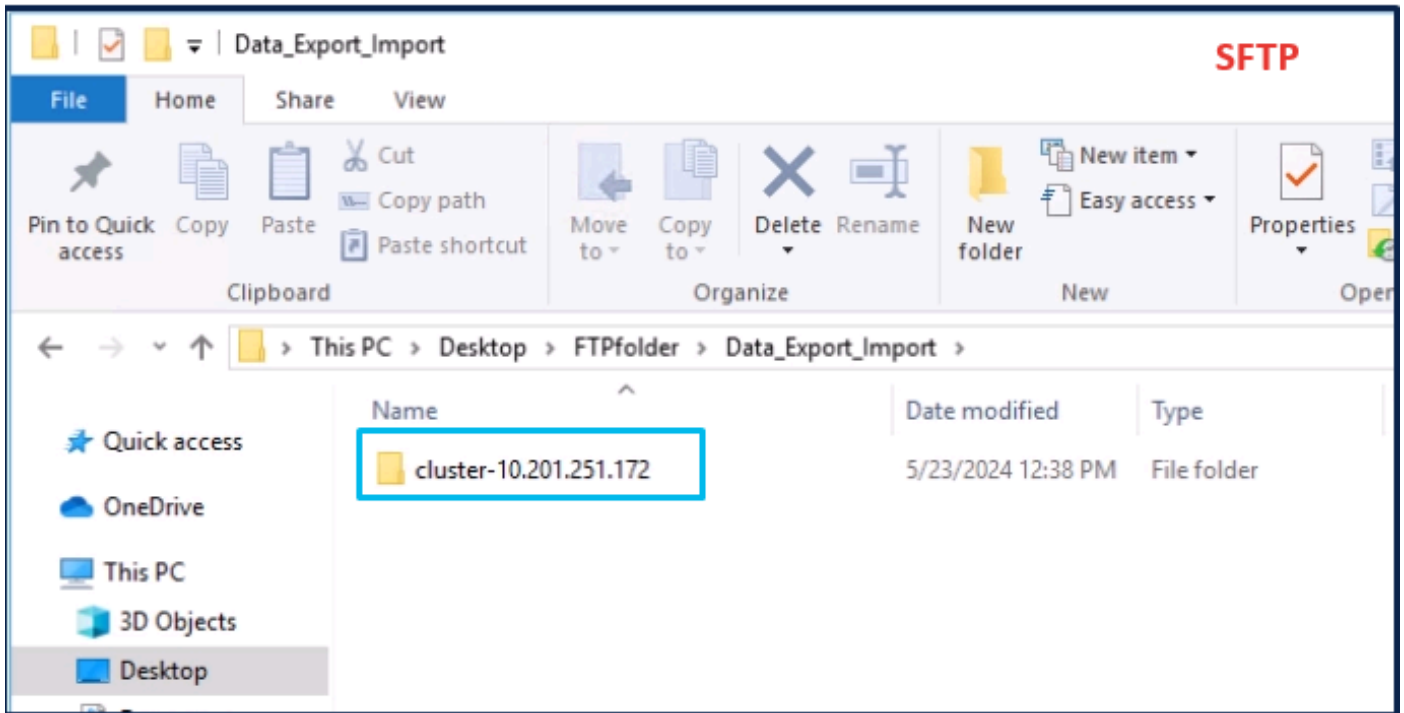 Data_Export_Import
SFTP
File Home Share View
Pin to Quick access
Copy
Paste
Cut
Copy path
Paste shortcut
Move to
Copy to
Delete
Rename
New folder
New item
Easy access
Properties
Clipboard
Organize
New
Oper
This PC > Desktop > FTPfolder > Data_Export_Import >
Name Date modified Type
Quick access
cluster-10.201.251.172 5/23/2024 12:38 PM File folder
OneDrive
This PC
3D Objects
Desktop